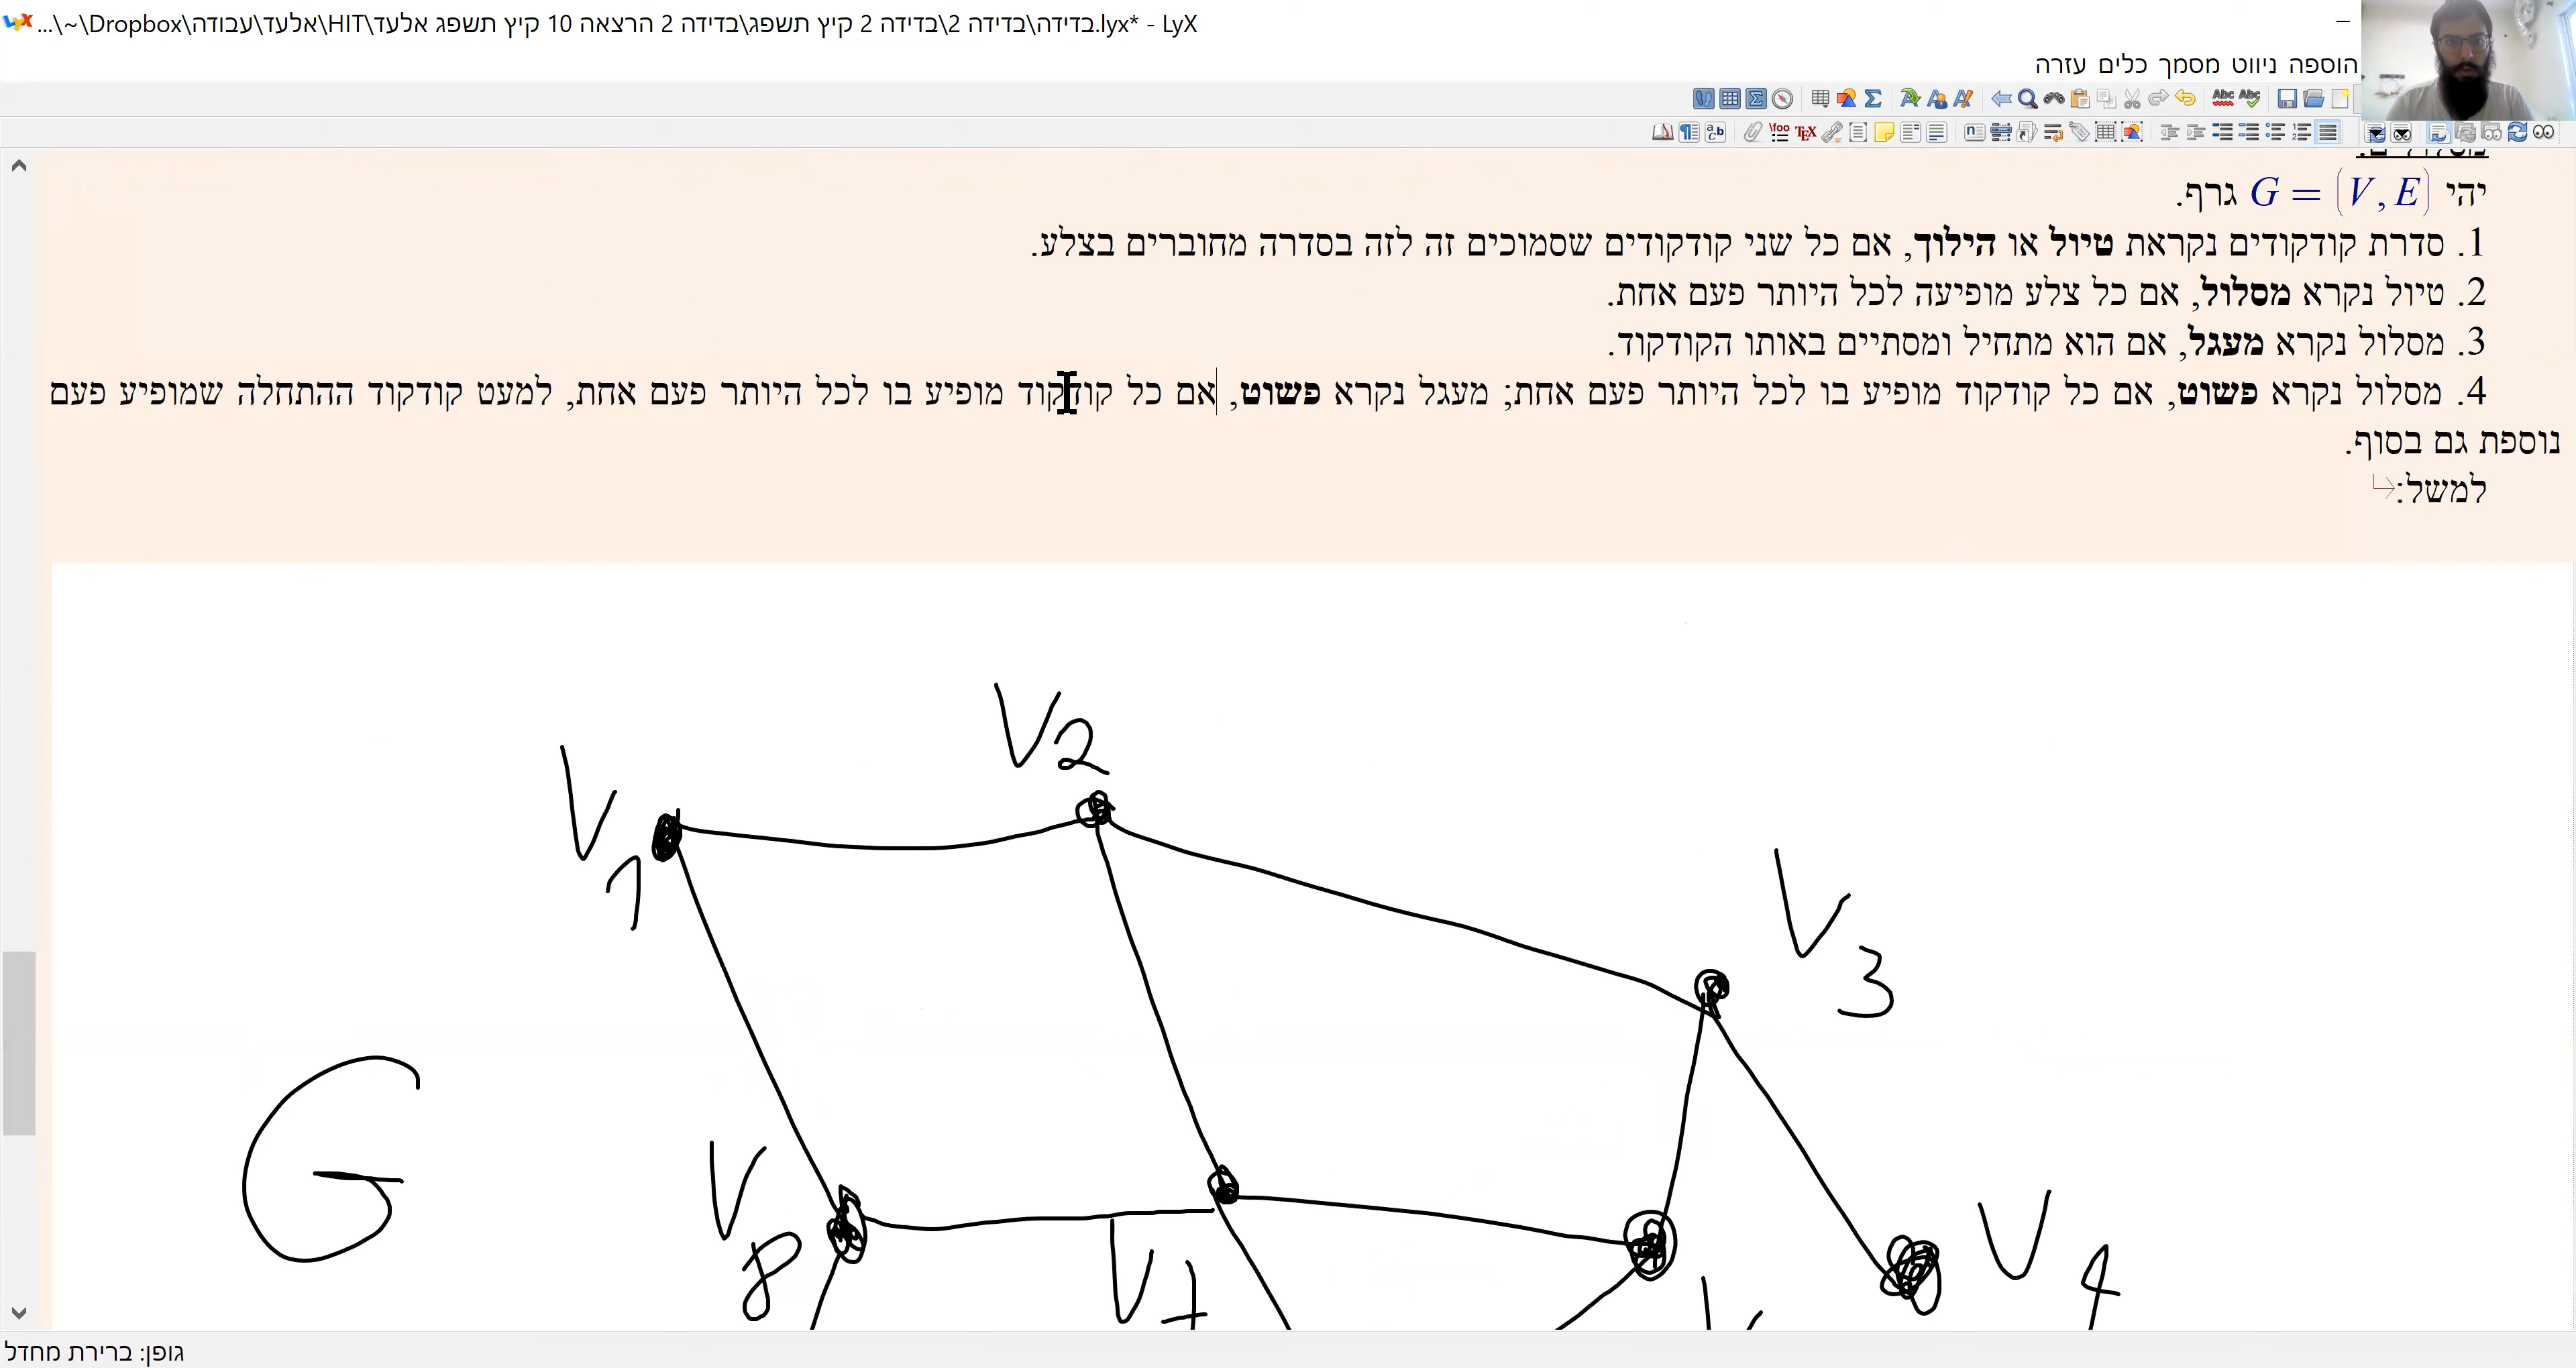 ...\~\Dropbox\אלעד\עבודה\HIT\בדידה\בדידה 2\בדידה 2 קיץ תשפג\בדידה 2 הרצאה 10 קיץ תשפג אלעד.lyx* - LyX
הוספה ניווט מסמך כלים עזרה
יהי G = (V, E) גרף.
1. סדרת קודקודים נקראת טיול או הילוך, אם כל שני קודקודים שסמוכים זה לזה בסדרה מחוברים בצלע.
2. טיול נקרא מסלול, אם כל צלע מופיעה לכל היותר פעם אחת.
3. מסלול נקרא מעגל, אם הוא מתחיל ומסתיים באותו הקודקוד.
4. מסלול נקרא פשוט, אם כל קודקוד מופיע בו לכל היותר פעם אחת; מעגל נקרא פשוט, אם כל קודקוד מופיע בו לכל היותר פעם אחת, למעט קודקוד ההתחלה שמופיע פעם
נוספת גם בסוף.
למשל:
V2
V1
V3
G
V8
V7
V4
גופן: ברירת מחדל